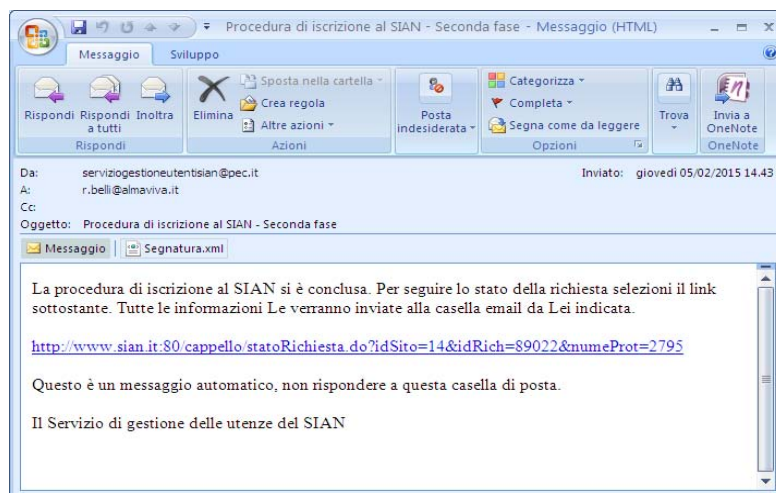 Procedura di iscrizione al SIAN - Seconda fase - Messaggio (HTML)
Messaggio Sviluppo
Rispondi Rispondi a tutti Inoltra
Rispondi
Elimina
Sposta nella cartella
Crea regola
Altre azioni
Azioni
Posta indesiderata
Categorizza
Completa
Segna come da leggere
Opzioni
Trova
Invia a OneNote
OneNote
Da: serviziogestioneutentisian@pec.it Inviato: giovedì 05/02/2015 14.43
A: r.belli@almaviva.it
Cc:
Oggetto: Procedura di iscrizione al SIAN - Seconda fase
Messaggio Segnatura.xml
La procedura di iscrizione al SIAN si è conclusa. Per seguire lo stato della richiesta selezioni il link
sottostante. Tutte le informazioni Le verranno inviate alla casella email da Lei indicata.
http://www.sian.it:80/cappello/statoRichiesta.do?idSito=14&idRich=89022&numeProt=2795
Questo è un messaggio automatico, non rispondere a questa casella di posta.
Il Servizio di gestione delle utenze del SIAN